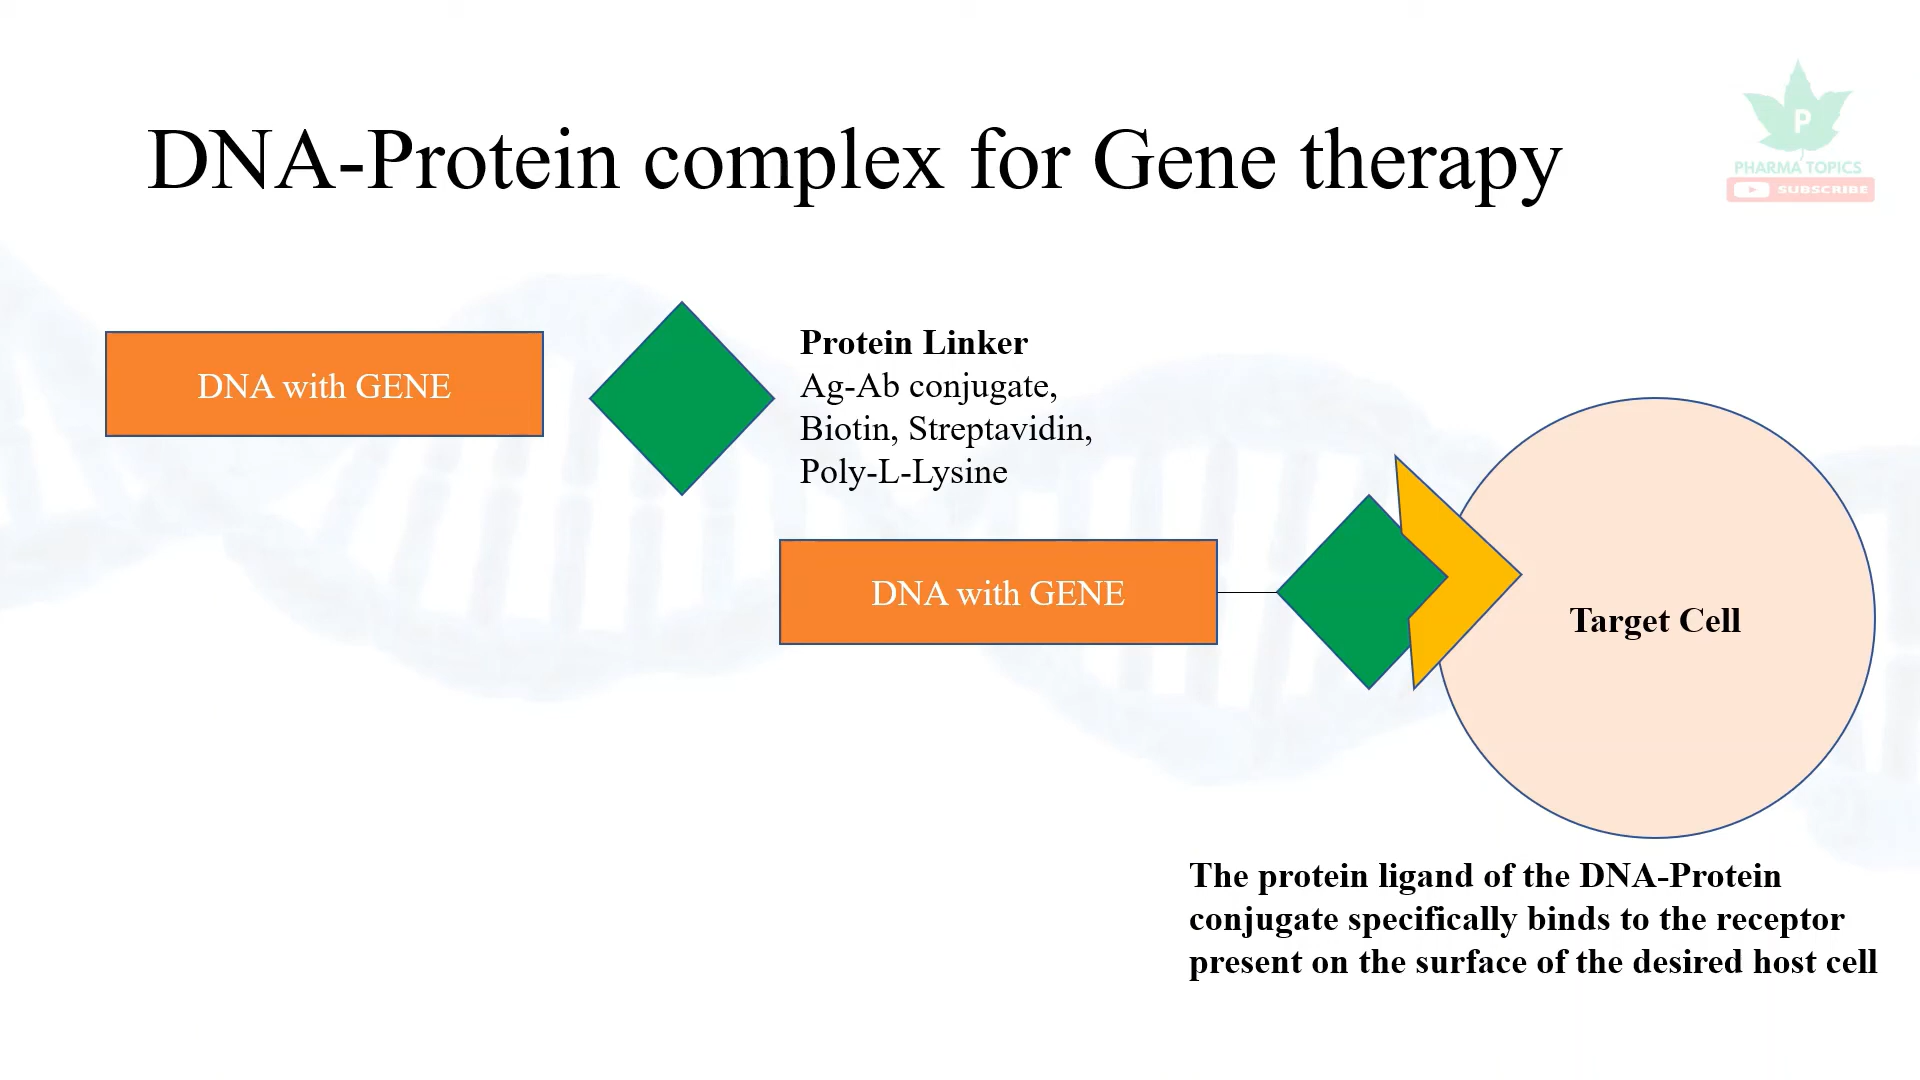 DNA-Protein complex for Gene therapy
P
PHARMA TOPICS
SUBSCRIBE
DNA with GENE
Protein Linker
Ag-Ab conjugate,
Biotin, Streptavidin,
Poly-L-Lysine
DNA with GENE
Target Cell
The protein ligand of the DNA-Protein
conjugate specifically binds to the receptor
present on the surface of the desired host cell